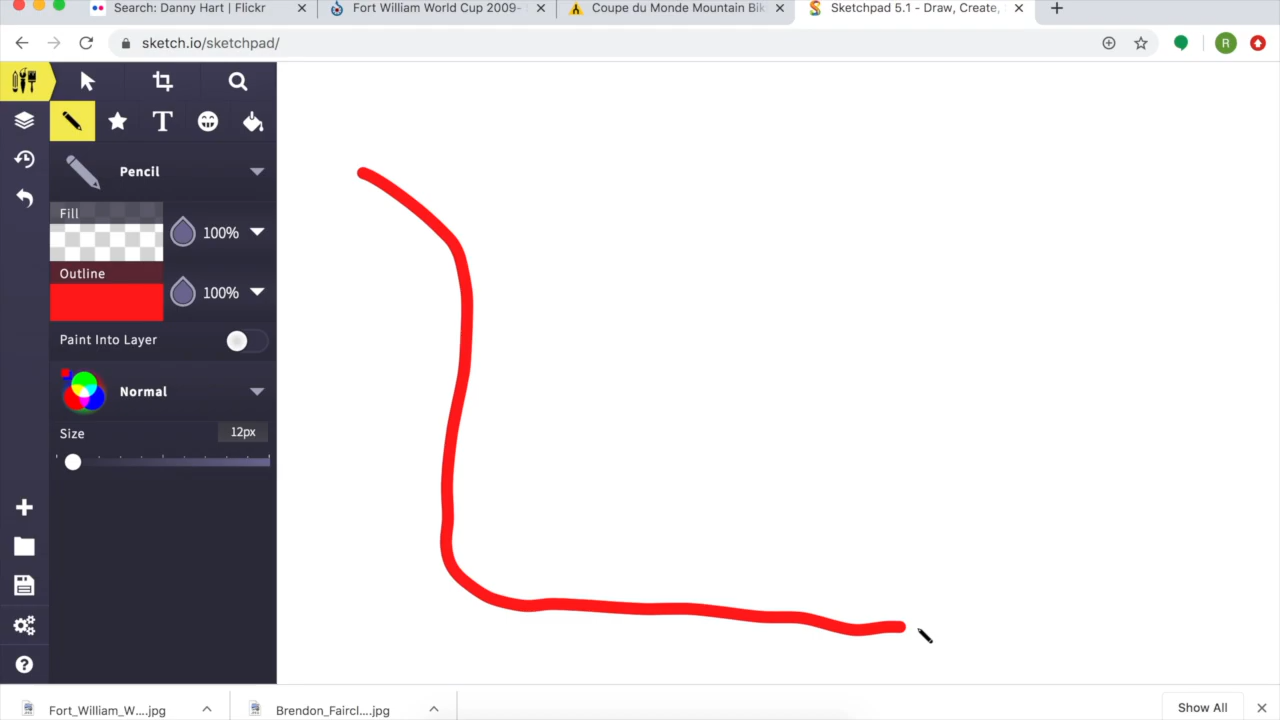 Search: Danny Hart | Flickr
Fort William World Cup 2009-
Coupe du Monde Mountain Bik
Sketchpad 5.1 - Draw, Create,
sketch.io/sketchpad/
R
T
Pencil
Fill
100%
Outline
100%
Paint Into Layer
Normal
Size
12px
Fort_William_W....jpg
Brendon_Faircl....jpg
Show All